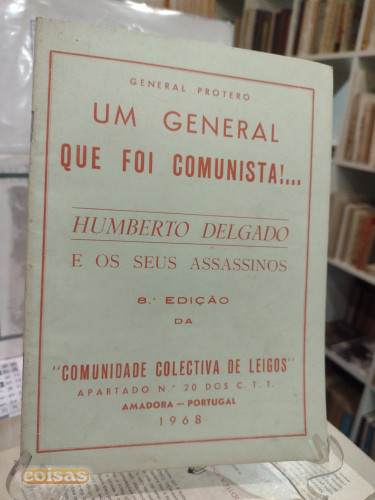 GENERAL PROTERO
UM GENERAL
QUE FOI COMUNISTA!...
HUMBERTO DELGADO
E OS SEUS ASSASSINOS
8.ª EDIÇÃO
DA
"COMUNIDADE COLECTIVA DE LEIGOS"
APARTADO N.º 20 DOS C. T. T.
AMADORA — PORTUGAL
1968
coisas